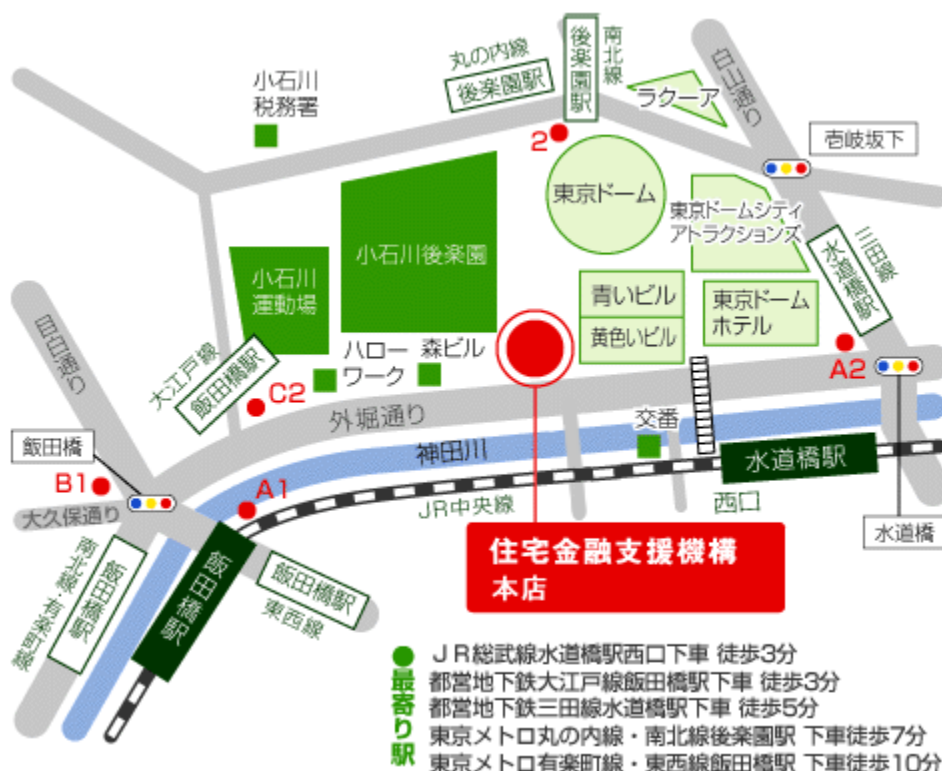 丸の内線
後楽園駅
後楽園駅
南北線
ラクーア
白山通り
小石川
税務署
2
壱岐坂下
東京ドーム
東京ドームシティ
アトラクションズ
三田線
水道橋駅
小石川後楽園
小石川
運動場
青いビル
黄色いビル
東京ドーム
ホテル
目白通り
大江戸線
飯田橋駅
ハロー
ワーク
森ビル
A2
C2
外堀通り
交番
飯田橋
神田川
水道橋駅
B1
A1
大久保通り
JR中央線
西口
水道橋
飯田橋駅
南北線・有楽町線
飯田橋駅
飯田橋駅
東西線
住宅金融支援機構
本店
最寄り駅
JR総武線水道橋駅西口下車 徒歩3分
都営地下鉄大江戸線飯田橋駅下車 徒歩3分
都営地下鉄三田線水道橋駅下車 徒歩5分
東京メトロ丸の内線・南北線後楽園駅 下車徒歩7分
東京メトロ有楽町線・東西線飯田橋駅 下車徒歩10分